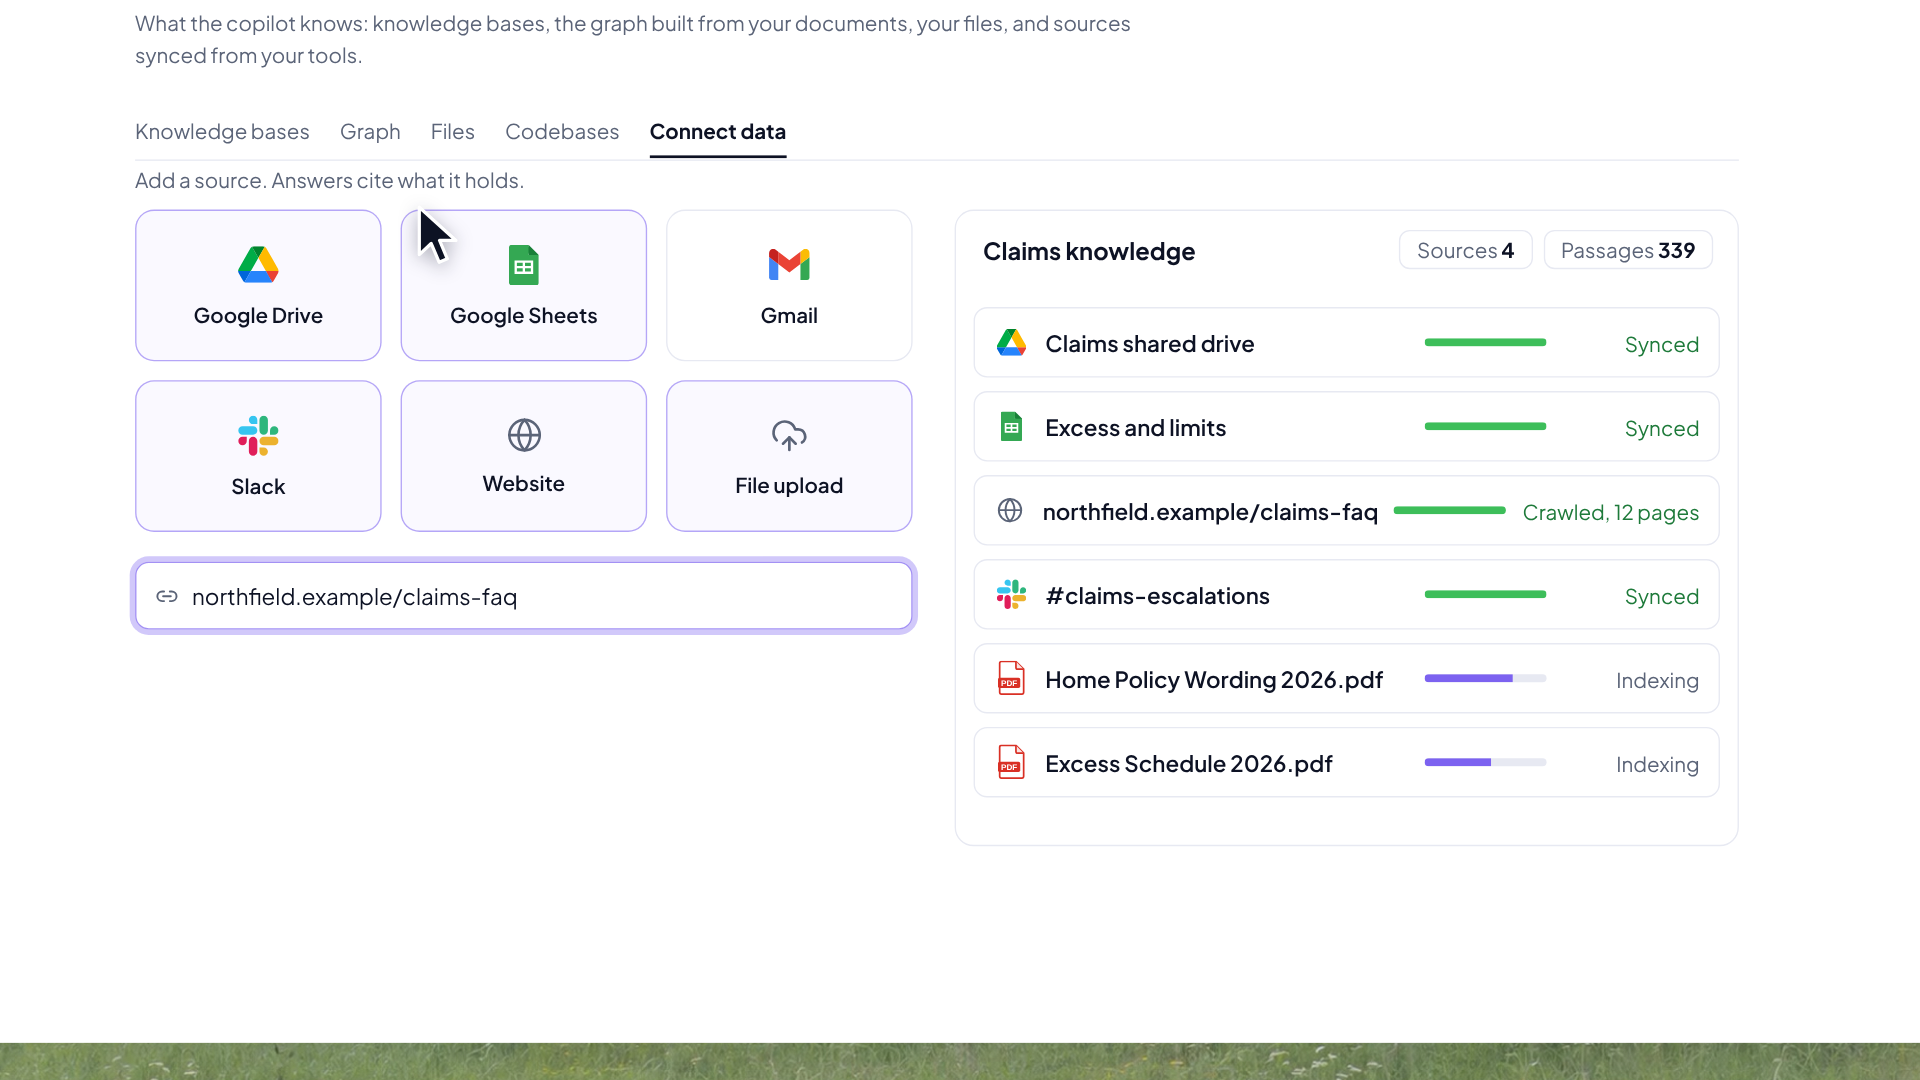 What the copilot knows: knowledge bases, the graph built from your documents, your files, and sources
synced from your tools.
Knowledge bases Graph Files Codebases Connect data
Add a source. Answers cite what it holds.
Google Drive Google Sheets Gmail
Slack Website File upload
northfield.example/claims-faq
Claims knowledge Sources 4 Passages 339
Claims shared drive Synced
Excess and limits Synced
northfield.example/claims-faq Crawled, 12 pages
#claims-escalations Synced
PDF Home Policy Wording 2026.pdf Indexing
PDF Excess Schedule 2026.pdf Indexing